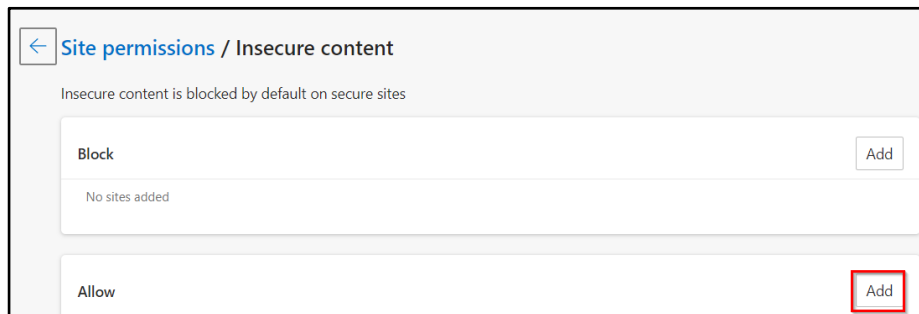 Site permissions / Insecure content
Insecure content is blocked by default on secure sites
Block Add
No sites added
Allow Add